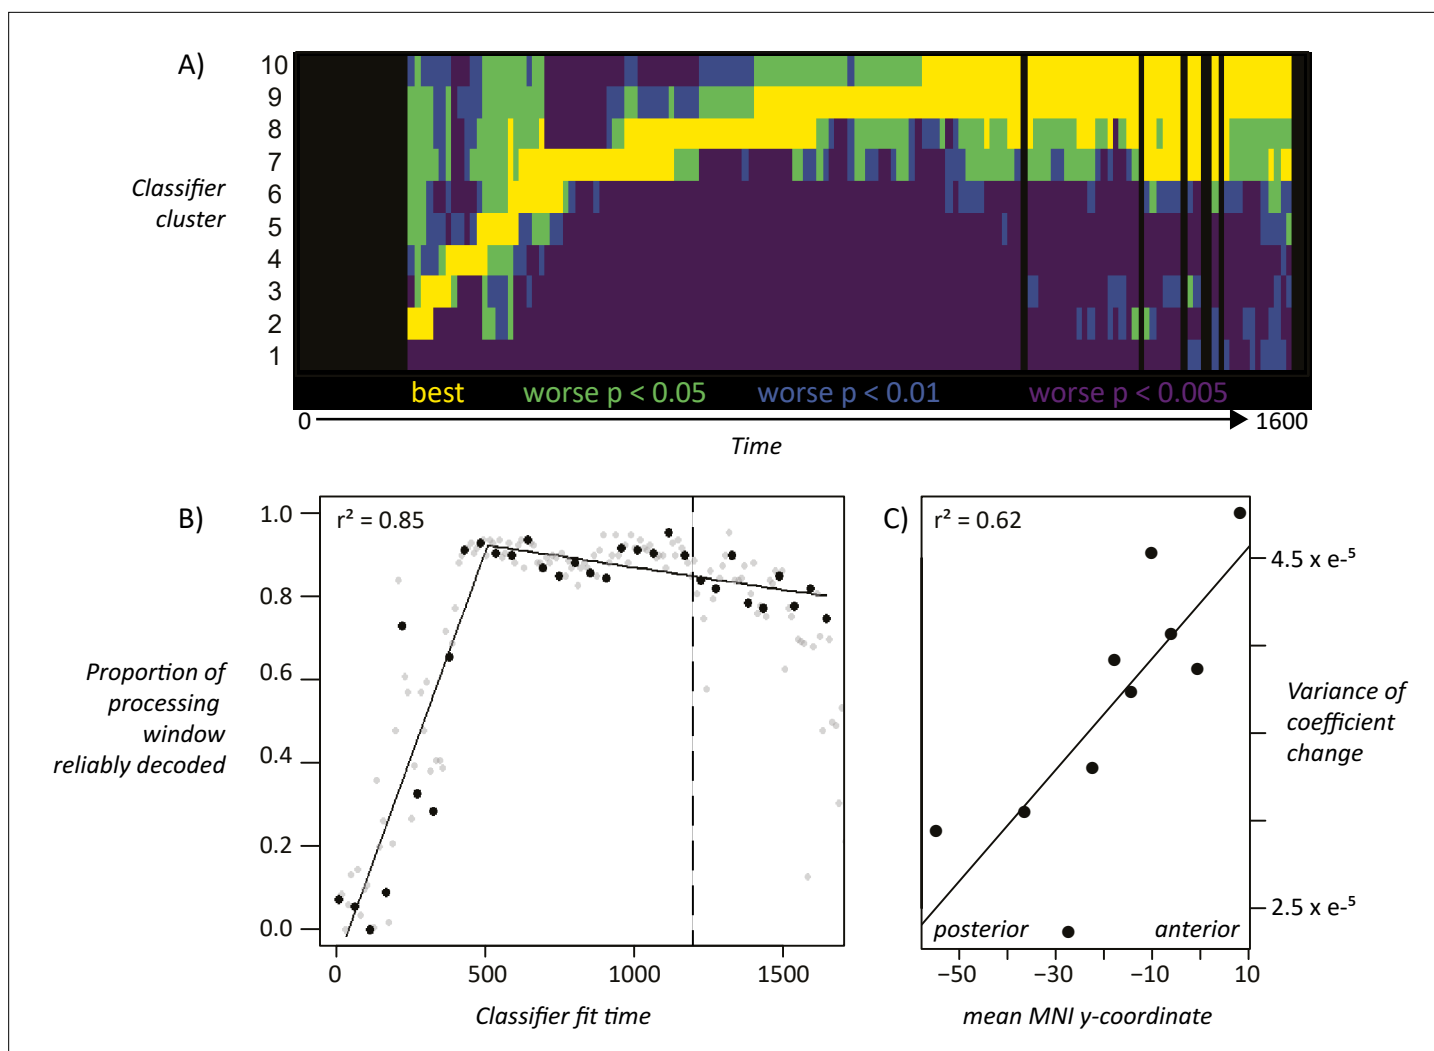 A)
10
9
8
7
6
5
4
3
2
1
Classifier
cluster
best worse p < 0.05 worse p < 0.01 worse p < 0.005
0 1600
Time
B)
r² = 0.85
1.0
0.8
0.6
0.4
0.2
0.0
Proportion of
processing
window
reliably decoded
0 500 1000 1500
Classifier fit time
C)
r² = 0.62
4.5 x e-⁵
2.5 x e-⁵
Variance of
coefficient
change
posterior anterior
−50 −30 −10 10
mean MNI y-coordinate